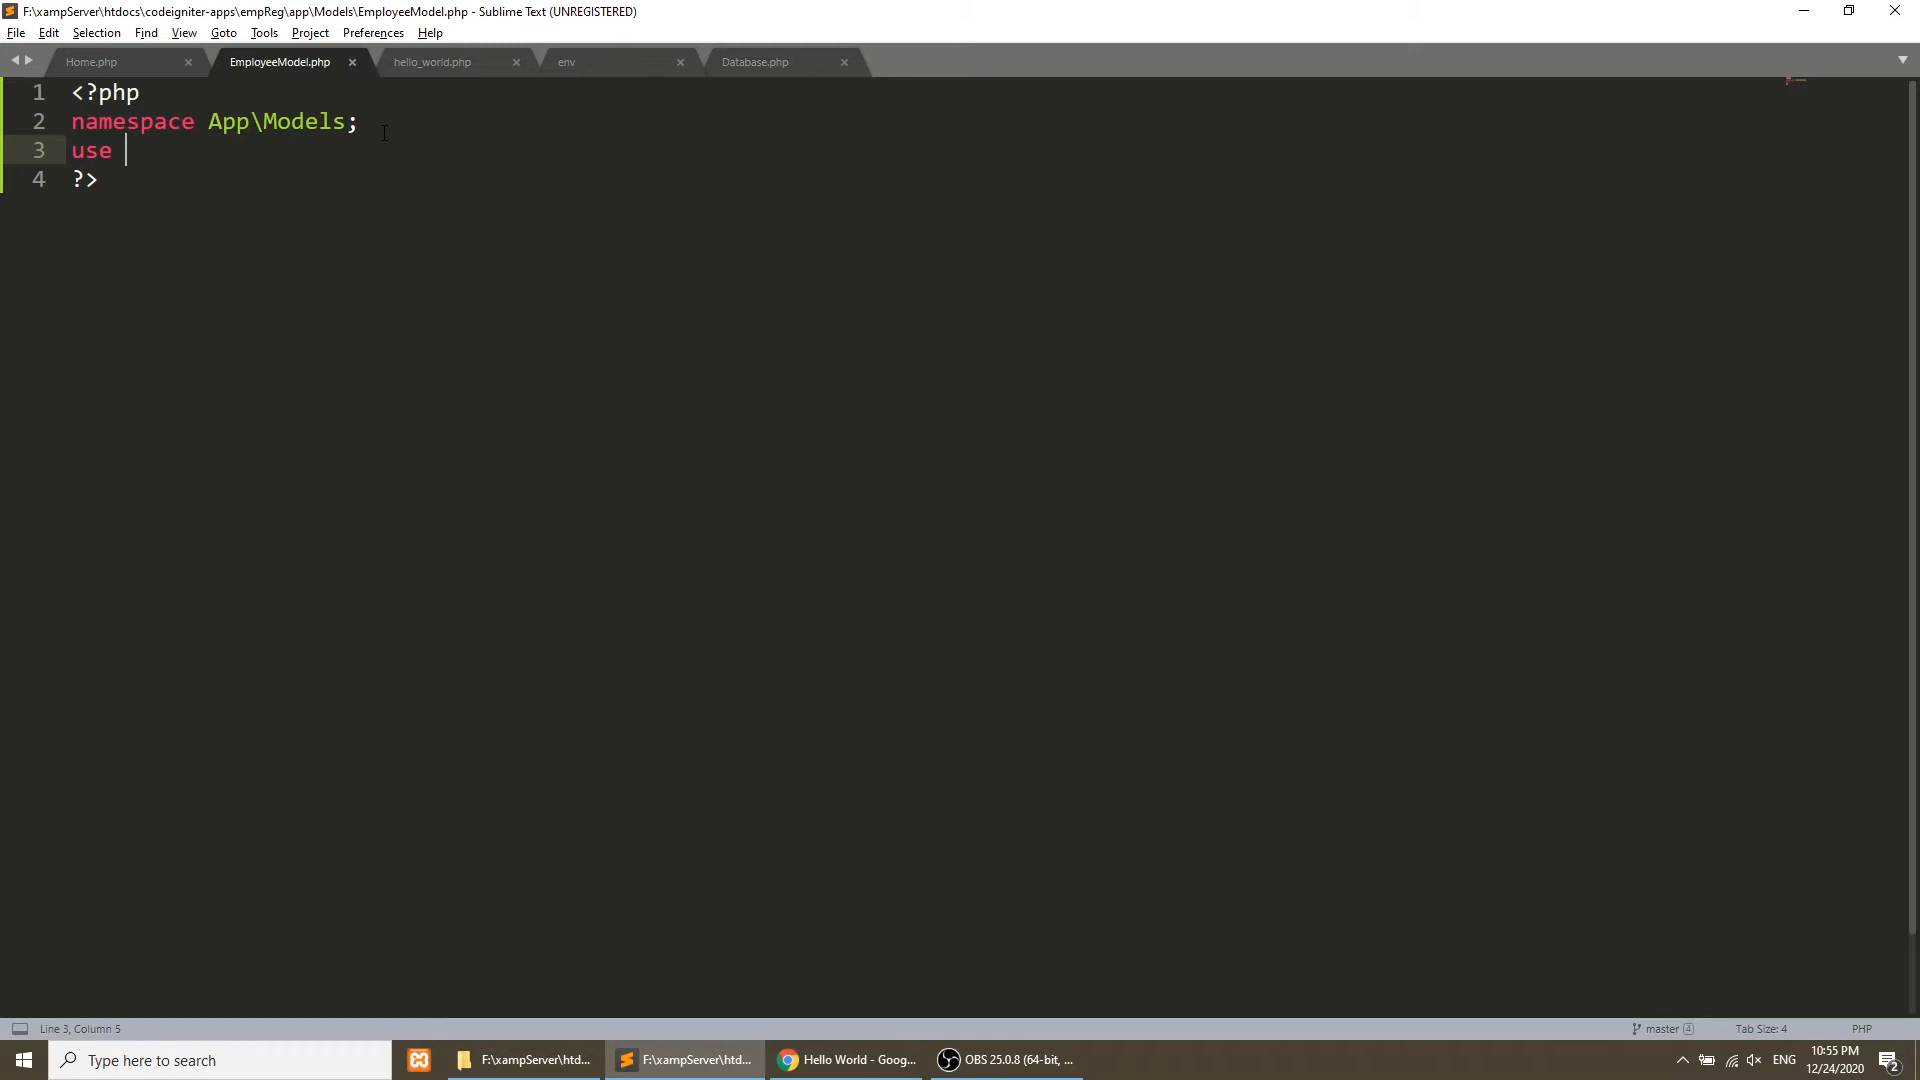 F:\xampServer\htdocs\codeigniter-apps\empReg\app\Models\EmployeeModel.php - Sublime Text (UNREGISTERED)
File Edit Selection Find View Goto Tools Project Preferences Help
Home.php EmployeeModel.php hello_world.php env Database.php
1 <?php
2 namespace App\Models;
3 use
4 ?>
Line 3, Column 5 master 4 Tab Size: 4 PHP
Type here to search F:\xampServer\htd... F:\xampServer\htd... Hello World - Goog... OBS 25.0.8 (64-bit, ... ENG 10:55 PM
12/24/2020 2